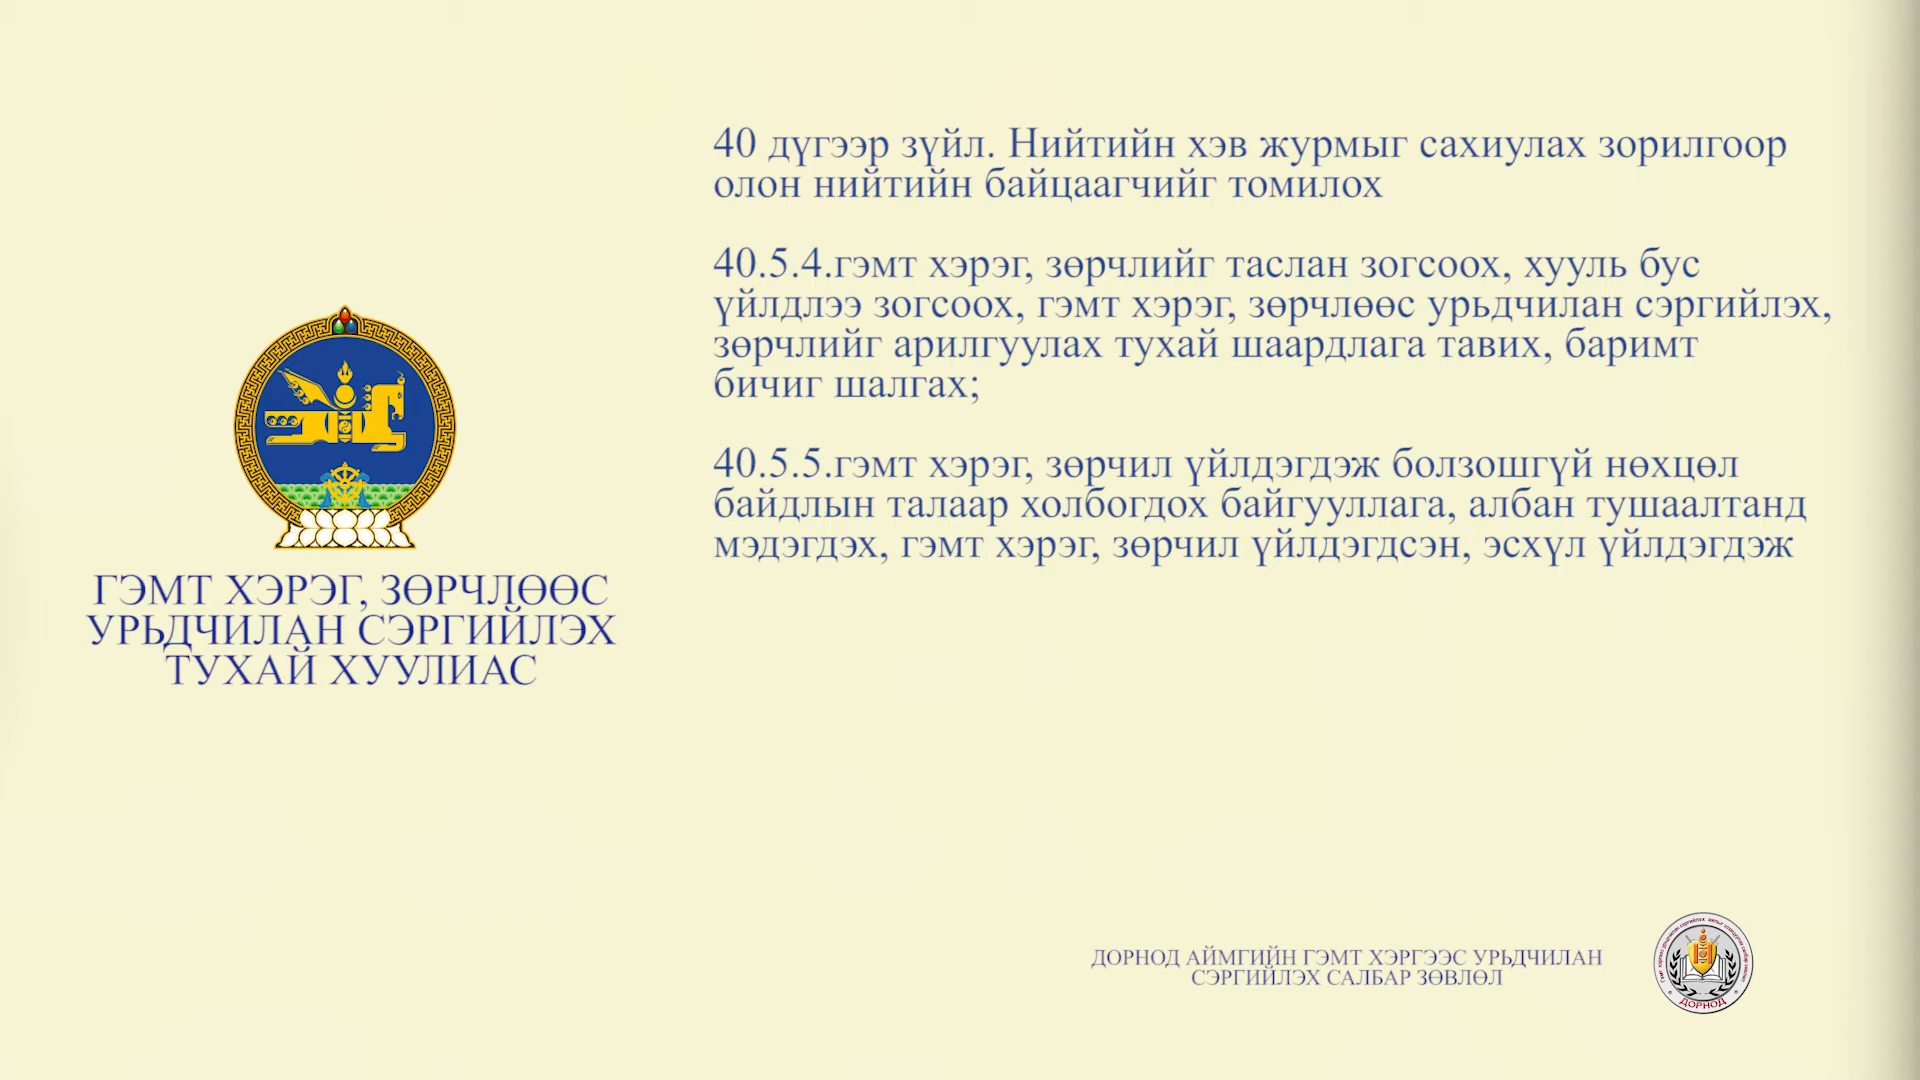 40 дүгээр зүйл. Нийтийн хэв журмыг сахиулах зорилгоор
олон нийтийн байцаагчийг томилох
40.5.4.гэмт хэрэг, зөрчлийг таслан зогсоох, хууль бус
үйлдлээ зогсоох, гэмт хэрэг, зөрчлөөс урьдчилан сэргийлэх,
зөрчлийг арилгуулах тухай шаардлага тавих, баримт
бичиг шалгах;
40.5.5.гэмт хэрэг, зөрчил үйлдэгдэж болзошгүй нөхцөл
байдлын талаар холбогдох байгууллага, албан тушаалтанд
мэдэгдэх, гэмт хэрэг, зөрчил үйлдэгдсэн, эсхүл үйлдэгдэж
ГЭМТ ХЭРЭГ, ЗӨРЧЛӨӨС
УРЬДЧИЛАН СЭРГИЙЛЭХ
ТУХАЙ ХУУЛИАС
ДОРНОД АЙМГИЙН ГЭМТ ХЭРГЭЭС УРЬДЧИЛАН
СЭРГИЙЛЭХ САЛБАР ЗӨВЛӨЛ
ДОРНОД